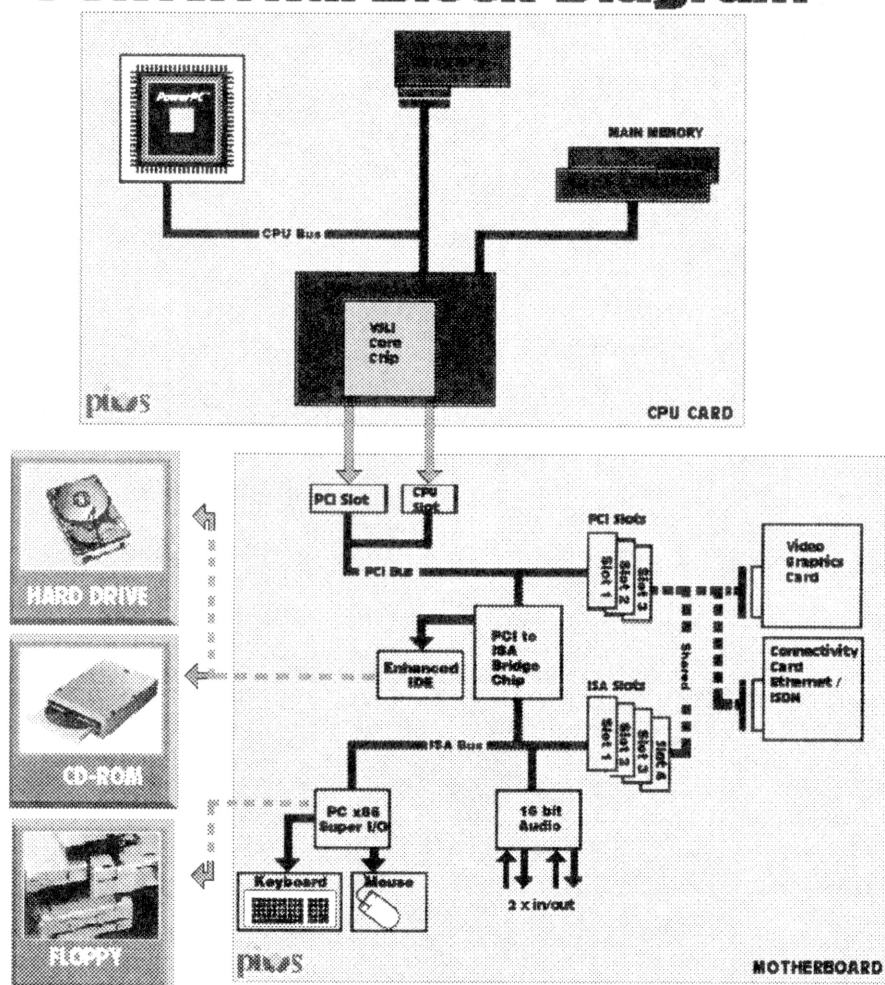 Block Diagram
PowerPC
MAIN MEMORY
CPU Bus
VSLI
Core
Chip
pios
CPU CARD
PCI Slot
CPU
Slot
PCI Slots
Slot 1
Slot 2
Slot 3
Video
Graphics
Card
PCI Bus
HARD DRIVE
PCI to
ISA
Bridge
Chip
Enhanced
IDE
Shared
Connectivity
Card
Ethernet /
ISDN
ISA Slots
Slot 1
Slot 2
Slot 3
Slot 4
ISA Bus
CD-ROM
PC x86
Super I/O
16 bit
Audio
Keyboard
Mouse
2 x in/out
FLOPPY
pios
MOTHERBOARD